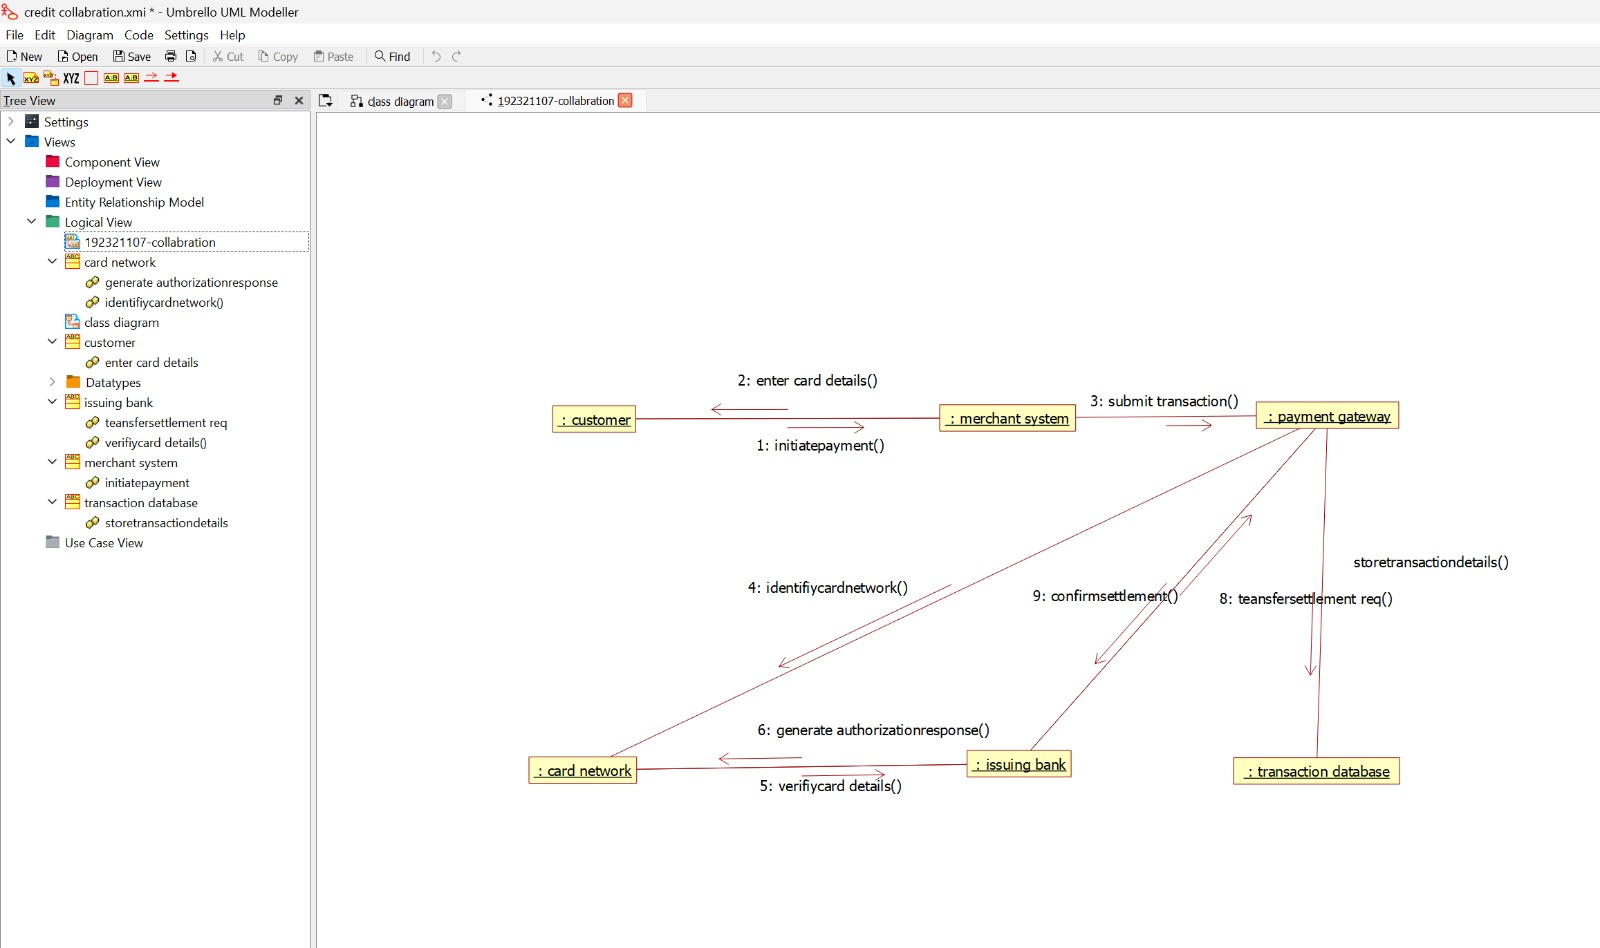 credit collabration.xmi * - Umbrello UML Modeller
File Edit Diagram Code Settings Help
New Open Save Cut Copy Paste Find
XYZ XYZ A:B A:B
Tree View
class diagram 192321107-collabration
Settings
Views
Component View
Deployment View
Entity Relationship Model
Logical View
192321107-collabration
card network
generate authorizationresponse
identifiycardnetwork()
class diagram
customer
enter card details
Datatypes
issuing bank
teansfersettlement req
verifiycard details()
merchant system
initiatepayment
transaction database
storetransactiondetails
Use Case View
2: enter card details()
3: submit transaction()
: customer
: merchant system
: payment gateway
1: initiatepayment()
storetransactiondetails()
4: identifiycardnetwork()
9: confirmsettlement()
8: teansfersettlement req()
6: generate authorizationresponse()
: card network
: issuing bank
: transaction database
5: verifiycard details()